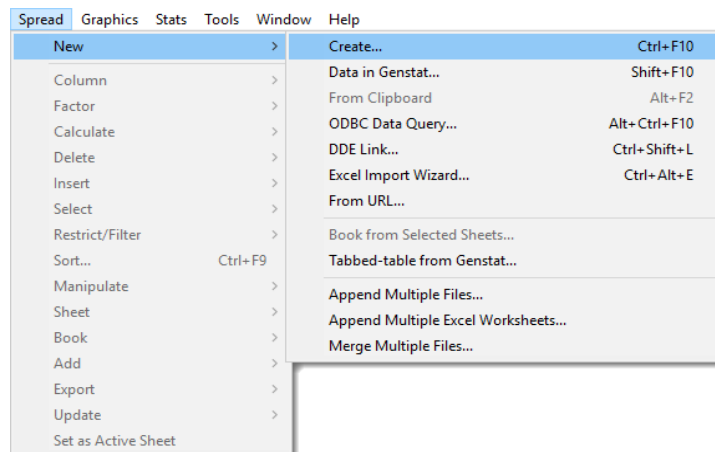 Spread Graphics Stats Tools Window Help
New >
Column >
Factor >
Calculate >
Delete >
Insert >
Select >
Restrict/Filter >
Sort... Ctrl+F9
Manipulate >
Sheet >
Book >
Add >
Export >
Update >
Set as Active Sheet
Create... Ctrl+F10
Data in Genstat... Shift+F10
From Clipboard Alt+F2
ODBC Data Query... Alt+Ctrl+F10
DDE Link... Ctrl+Shift+L
Excel Import Wizard... Ctrl+Alt+E
From URL...
Book from Selected Sheets...
Tabbed-table from Genstat...
Append Multiple Files...
Append Multiple Excel Worksheets...
Merge Multiple Files...